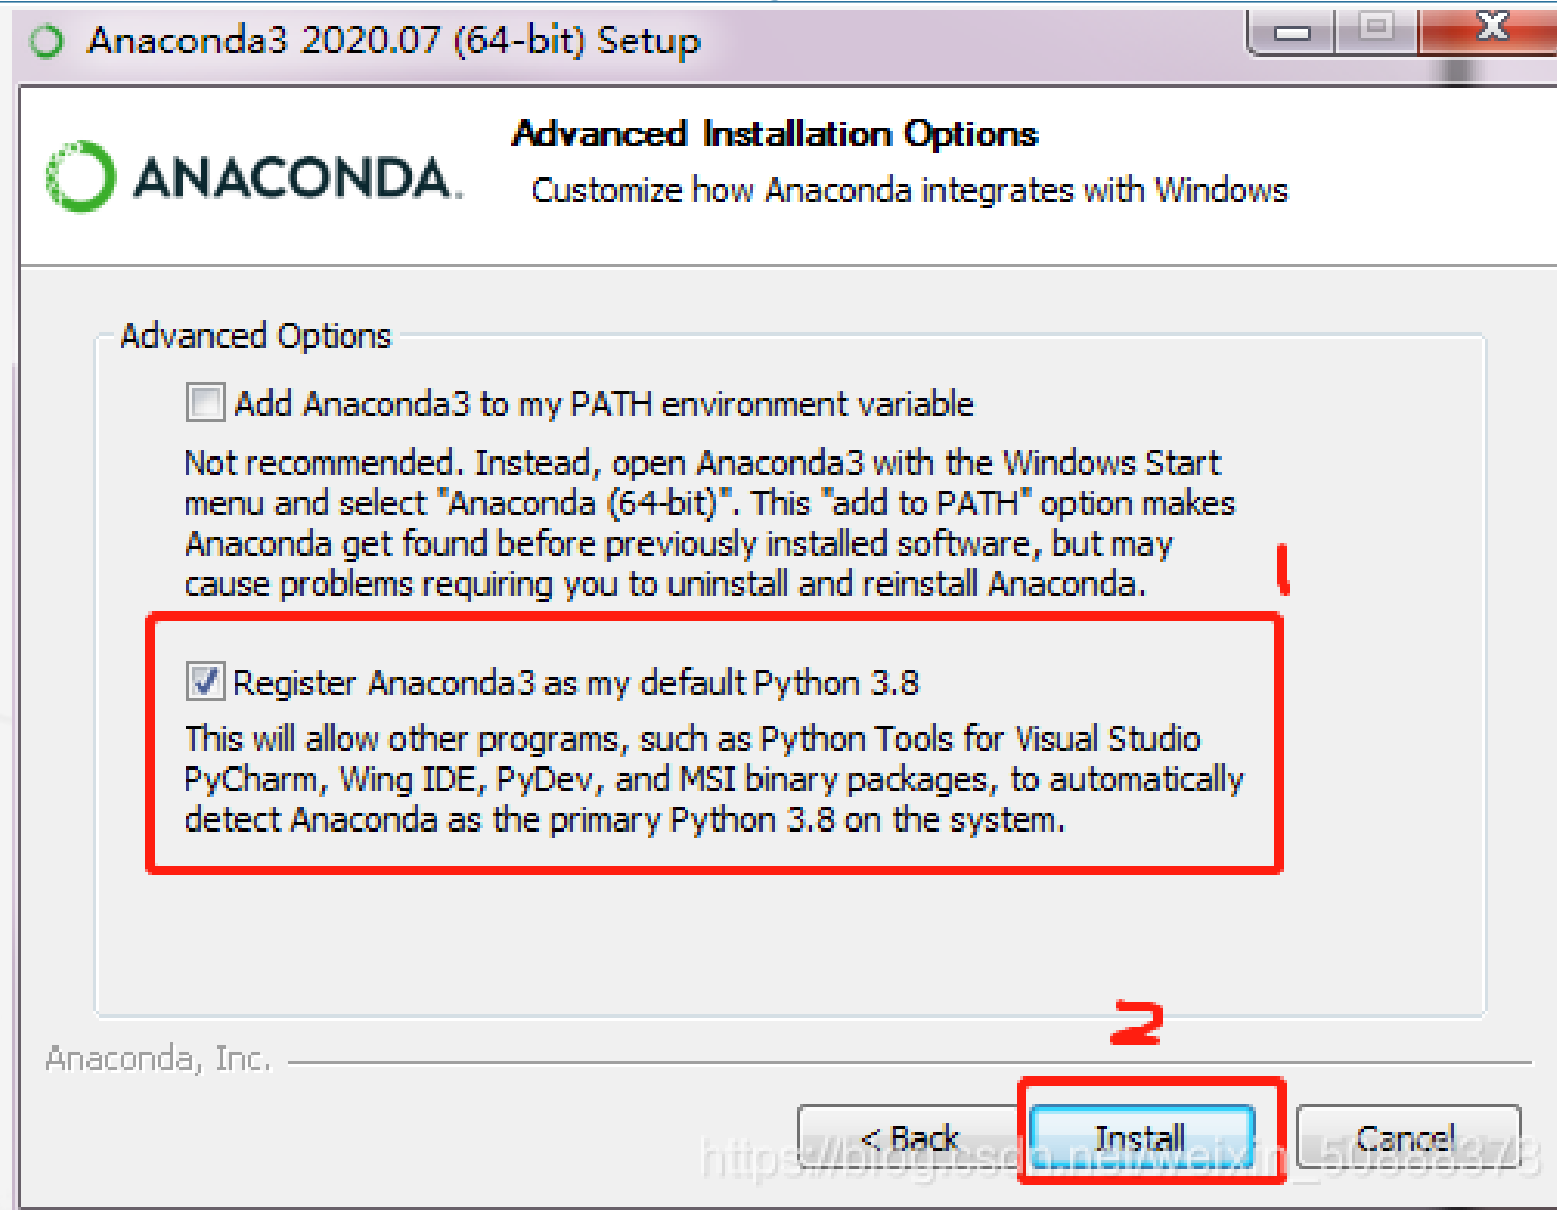 Anaconda3 2020.07 (64-bit) Setup
ANACONDA.
Advanced Installation Options
Customize how Anaconda integrates with Windows
Advanced Options
Add Anaconda3 to my PATH environment variable
Not recommended. Instead, open Anaconda3 with the Windows Start
menu and select "Anaconda (64-bit)". This "add to PATH" option makes
Anaconda get found before previously installed software, but may
cause problems requiring you to uninstall and reinstall Anaconda.
1
Register Anaconda3 as my default Python 3.8
This will allow other programs, such as Python Tools for Visual Studio
PyCharm, Wing IDE, PyDev, and MSI binary packages, to automatically
detect Anaconda as the primary Python 3.8 on the system.
2
Anaconda, Inc.
< Back Install Cancel
https://blog.csdn.net/weixin_50888378